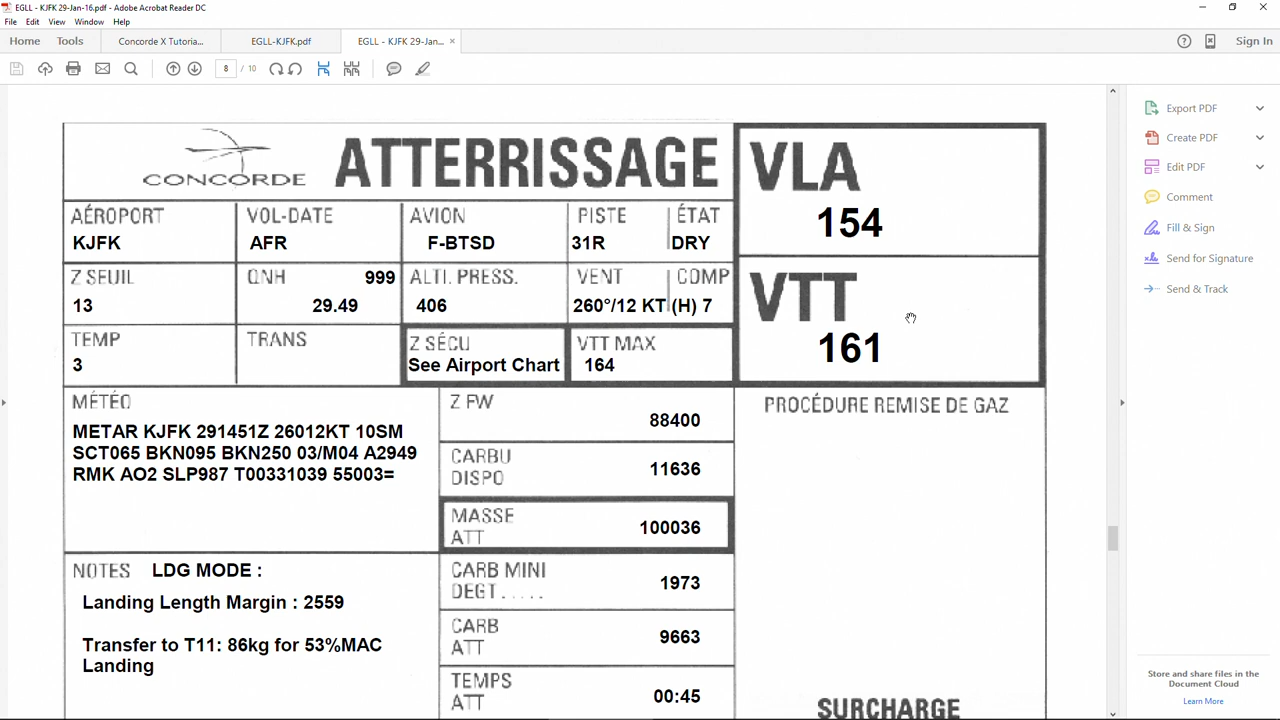 EGLL - KJFK 29-Jan-16.pdf - Adobe Acrobat Reader DC
File Edit View Window Help
Home Tools Concorde X Tutoria... EGLL-KJFK.pdf EGLL - KJFK 29-Jan... × Sign In
8 / 10
CONCORDE ATTERRISSAGE
VLA
154
AÉROPORT VOL-DATE AVION PISTE ÉTAT
KJFK AFR F-BTSD 31R DRY
Z SEUIL QNH 999 ALTI. PRESS. VENT COMP
13 29.49 406 260°/12 KT (H) 7
VTT
161
TEMP TRANS Z SÉCU VTT MAX
3 See Airport Chart 164
MÉTÉO
METAR KJFK 291451Z 26012KT 10SM
SCT065 BKN095 BKN250 03/M04 A2949
RMK AO2 SLP987 T00331039 55003=
Z FW 88400
CARBU
DISPO 11636
MASSE
ATT 100036
PROCÉDURE REMISE DE GAZ
NOTES LDG MODE :
Landing Length Margin : 2559
Transfer to T11: 86kg for 53%MAC
Landing
CARB MINI
DEGT ..... 1973
CARB
ATT 9663
TEMPS
ATT 00:45
SURCHARGE
Export PDF
Create PDF
Edit PDF
Comment
Fill & Sign
Send for Signature
Send & Track
Store and share files in the
Document Cloud
Learn More